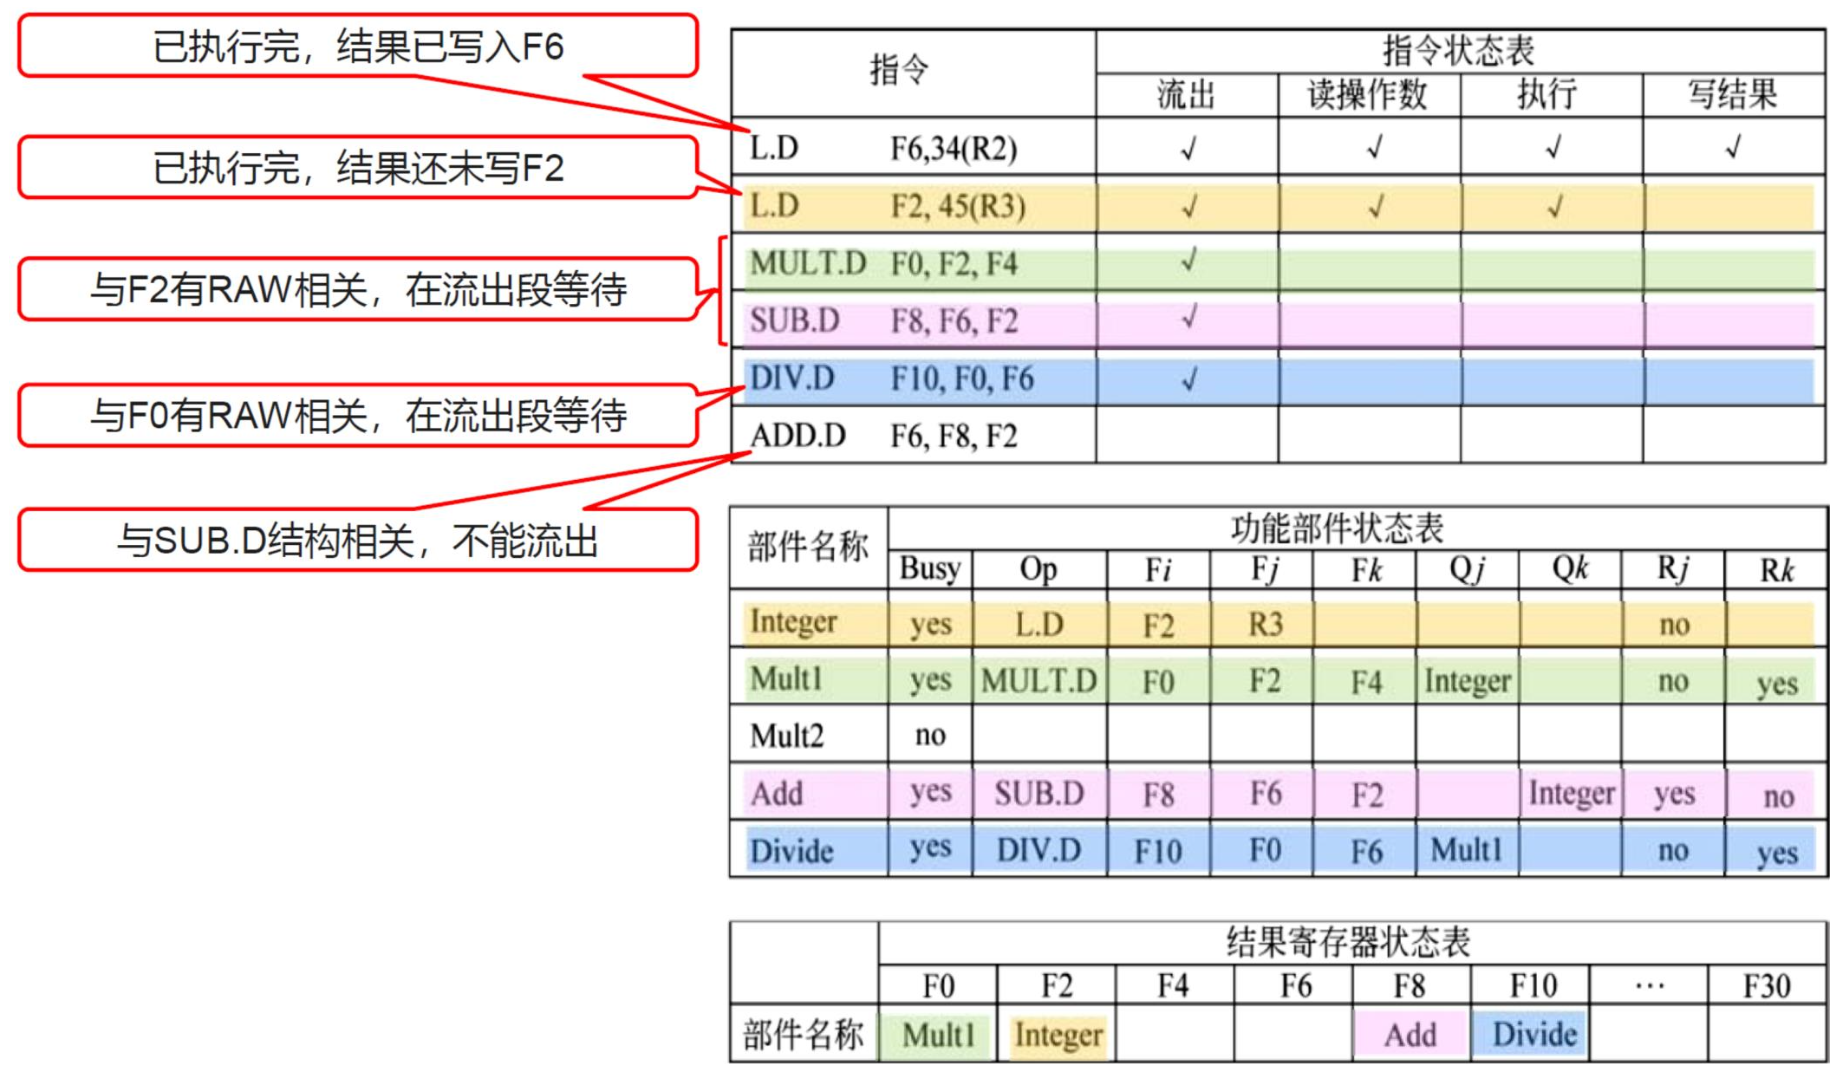 已执行完，结果已写入F6
已执行完，结果还未写F2
与F2有RAW相关，在流出段等待
与F0有RAW相关，在流出段等待
与SUB.D结构相关，不能流出
指令 指令状态表
流出 读操作数 执行 写结果
L.D F6,34(R2) √ √ √ √
L.D F2, 45(R3) √ √ √
MULT.D F0, F2, F4 √
SUB.D F8, F6, F2 √
DIV.D F10, F0, F6 √
ADD.D F6, F8, F2
部件名称 功能部件状态表
Busy Op Fi Fj Fk Qj Qk Rj Rk
Integer yes L.D F2 R3 no
Mult1 yes MULT.D F0 F2 F4 Integer no yes
Mult2 no
Add yes SUB.D F8 F6 F2 Integer yes no
Divide yes DIV.D F10 F0 F6 Mult1 no yes
结果寄存器状态表
F0 F2 F4 F6 F8 F10 … F30
部件名称 Mult1 Integer Add Divide